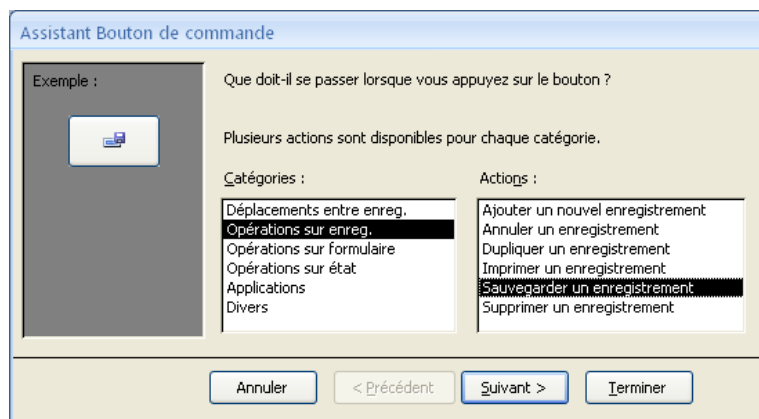 Assistant Bouton de commande
Exemple :
Que doit-il se passer lorsque vous appuyez sur le bouton ?
Plusieurs actions sont disponibles pour chaque catégorie.
Catégories :
Déplacements entre enreg.
Opérations sur enreg.
Opérations sur formulaire
Opérations sur état
Applications
Divers
Actions :
Ajouter un nouvel enregistrement
Annuler un enregistrement
Dupliquer un enregistrement
Imprimer un enregistrement
Sauvegarder un enregistrement
Supprimer un enregistrement
Annuler
< Précédent
Suivant >
Terminer